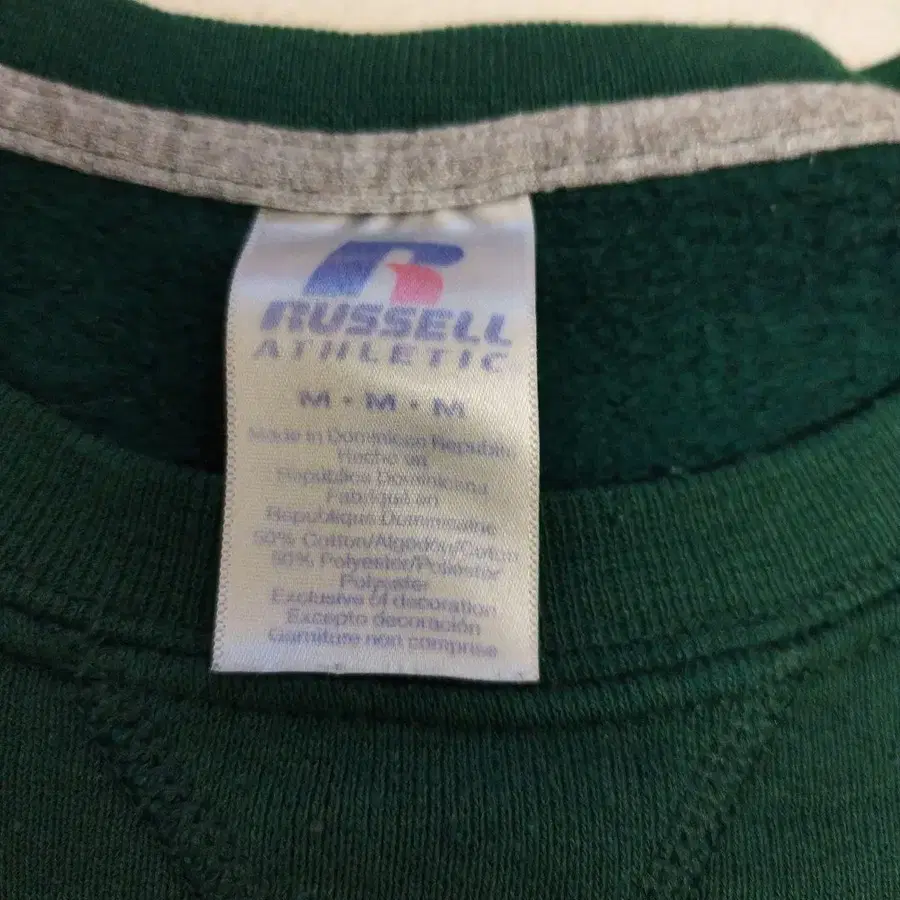 RUSSELL
ATHLETIC
M • M • M
Made in Dominican Republic
Hecho en
República Dominicana
Fabriqué en
République Dominicaine
50% Cotton/Algodón/Coton
50% Polyester/Poliester
Polyester
Exclusive of decoration
Excepto decoración
Garniture non comprise